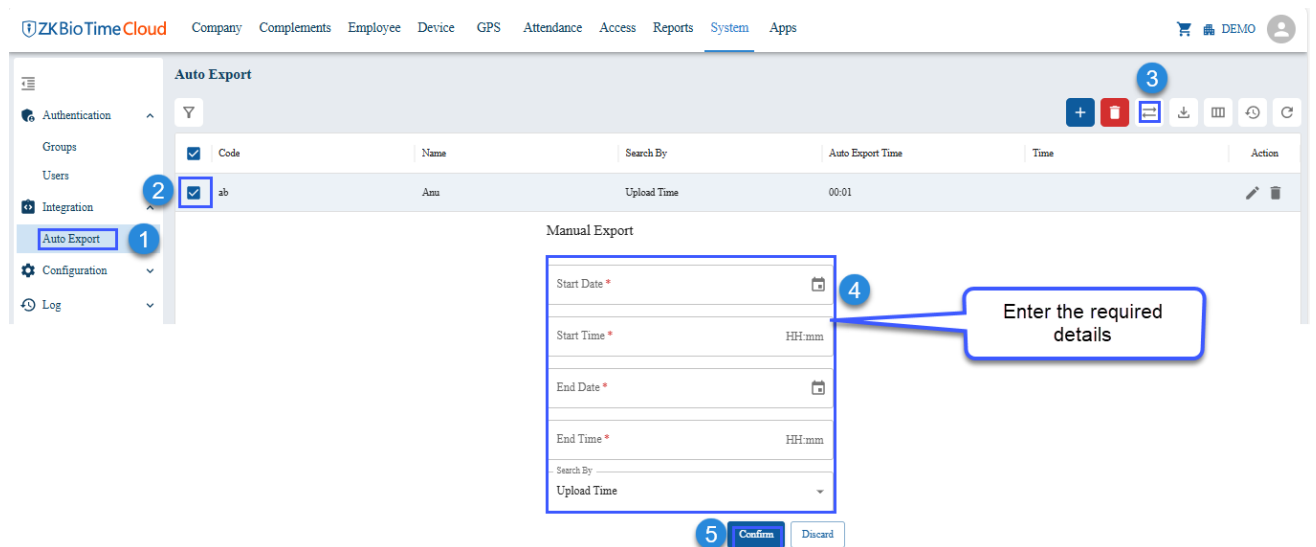 ZKBioTime Cloud Company Complements Employee Device GPS Attendance Access Reports System Apps DEMO
Auto Export
3
Authentication
Groups
Users
Integration
Auto Export 1
Configuration
Log
Code Name Search By Auto Export Time Time Action
2 ab Anu Upload Time 00:01
Manual Export
Start Date *
4
Start Time * HH:mm
End Date *
End Time * HH:mm
Search By
Upload Time
5 Confirm Discard
Enter the required
details